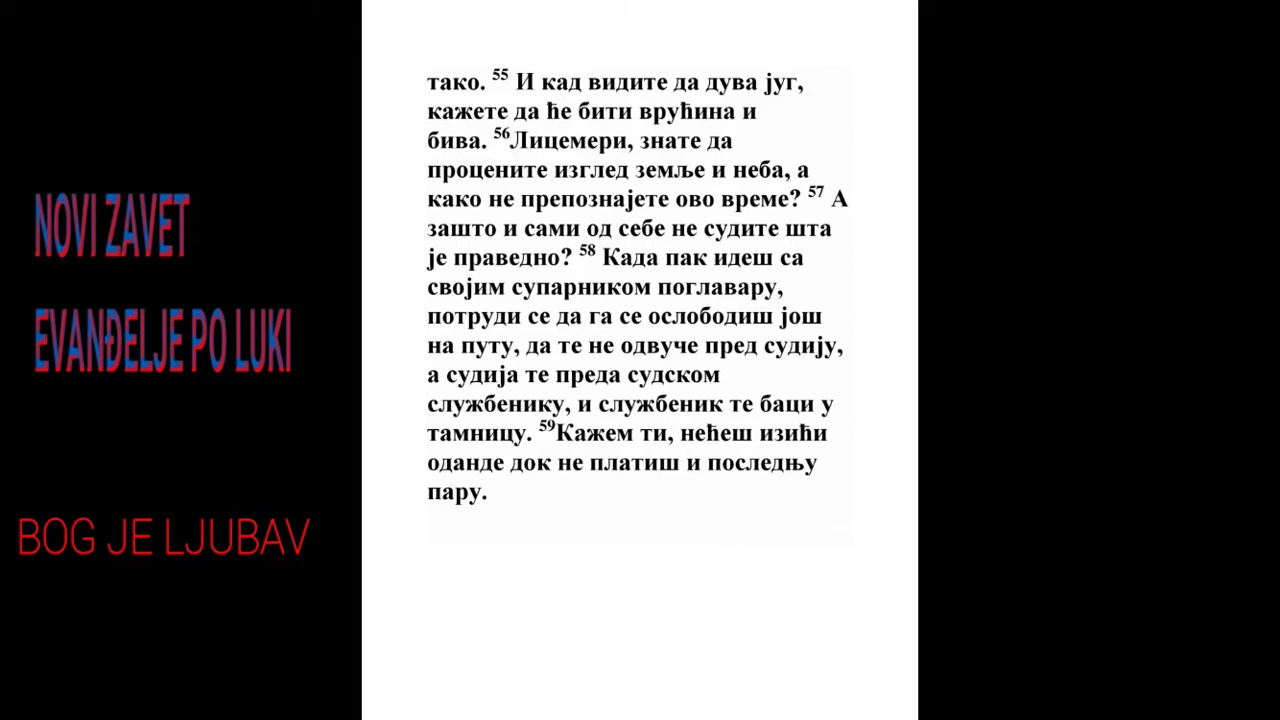 NOVI ZAVET
EVANĐELJE PO LUKI
BOG JE LJUBAV
тако. 55 И кад видите да дува југ,
кажете да ће бити врућина и
бива. 56Лицемери, знате да
процените изглед земље и неба, а
како не препознајете ово време? 57 А
зашто и сами од себе не судите шта
је праведно? 58 Када пак идеш са
својим супарником поглавару,
потруди се да га се ослободиш још
на путу, да те не одвуче пред судију,
а судија те преда судском
службенику, и службеник те баци у
тамницу. 59Кажем ти, нећеш изићи
оданде док не платиш и последњу
пару.